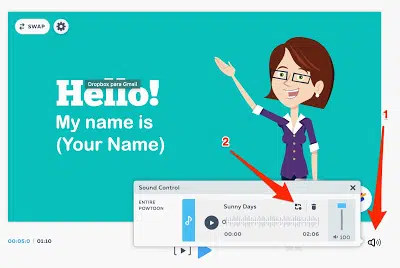 SWAP
1
Dropbox para Gmail
Hello!
My name is
(Your Name)
2
Sound Control
ENTIRE
POWTOON
Sunny Days
00:00
02:06
100
00:05.0 01:10